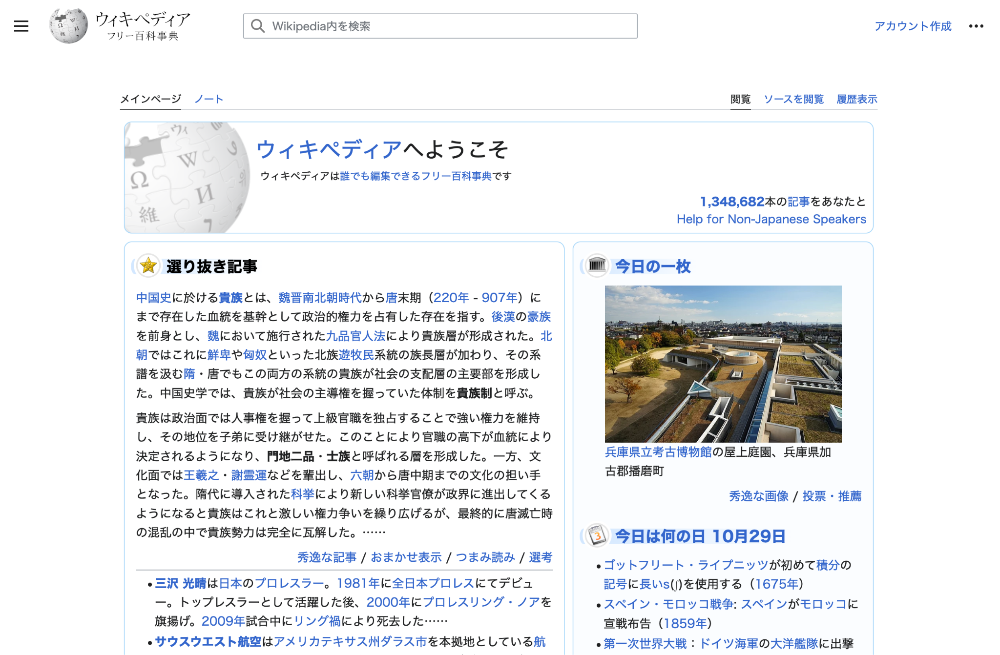 ウィキペディア
フリー百科事典
Wikipedia内を検索
アカウント作成
メインページ ノート
閲覧 ソースを閲覧 履歴表示
ウィキペディアへようこそ
ウィキペディアは誰でも編集できるフリー百科事典です
1,348,682本の記事をあなたと
Help for Non-Japanese Speakers
選り抜き記事
中国史に於ける貴族とは、魏晋南北朝時代から唐末期（220年 - 907年）に
まで存在した血統を基幹として政治的権力を占有した存在を指す。後漢の豪族
を前身とし、魏において施行された九品官人法により貴族層が形成された。北
朝ではこれに鮮卑や匈奴といった北族遊牧民系統の族長層が加わり、その系
譜を汲む隋・唐でもこの両方の系統の貴族が社会の支配層の主要部を形成し
た。中国史学では、貴族が社会の主導権を握っていた体制を貴族制と呼ぶ。
貴族は政治面では人事権を握って上級官職を独占することで強い権力を維持
し、その地位を子弟に受け継がせた。このことにより官職の高下が血統により
決定されるようになり、門地二品・士族と呼ばれる層を形成した。一方、文
化面では王羲之・謝霊運などを輩出し、六朝から唐中期までの文化の担い手
となった。隋代に導入された科挙により新しい科挙官僚が政界に進出してくる
ようになると貴族はこれと激しい権力争いを繰り広げるが、最終的に唐滅亡時
の混乱の中で貴族勢力は完全に瓦解した。……
秀逸な記事 / おまかせ表示 / つまみ読み / 選考
• 三沢 光晴は日本のプロレスラー。1981年に全日本プロレスにてデビュ
ー。トップレスラーとして活躍した後、2000年にプロレスリング・ノアを
旗揚げ。2009年試合中にリング禍により死去した……
• サウスウエスト航空はアメリカテキサス州ダラス市を本拠地としている航
今日の一枚
兵庫県立考古博物館の屋上庭園、兵庫県加
古郡播磨町
秀逸な画像 / 投票・推薦
今日は何の日 10月29日
• ゴットフリート・ライプニッツが初めて積分の
記号に長いs(∫)を使用する（1675年）
• スペイン・モロッコ戦争: スペインがモロッコに
宣戦布告（1859年）
• 第一次世界大戦：ドイツ海軍の大洋艦隊に出撃